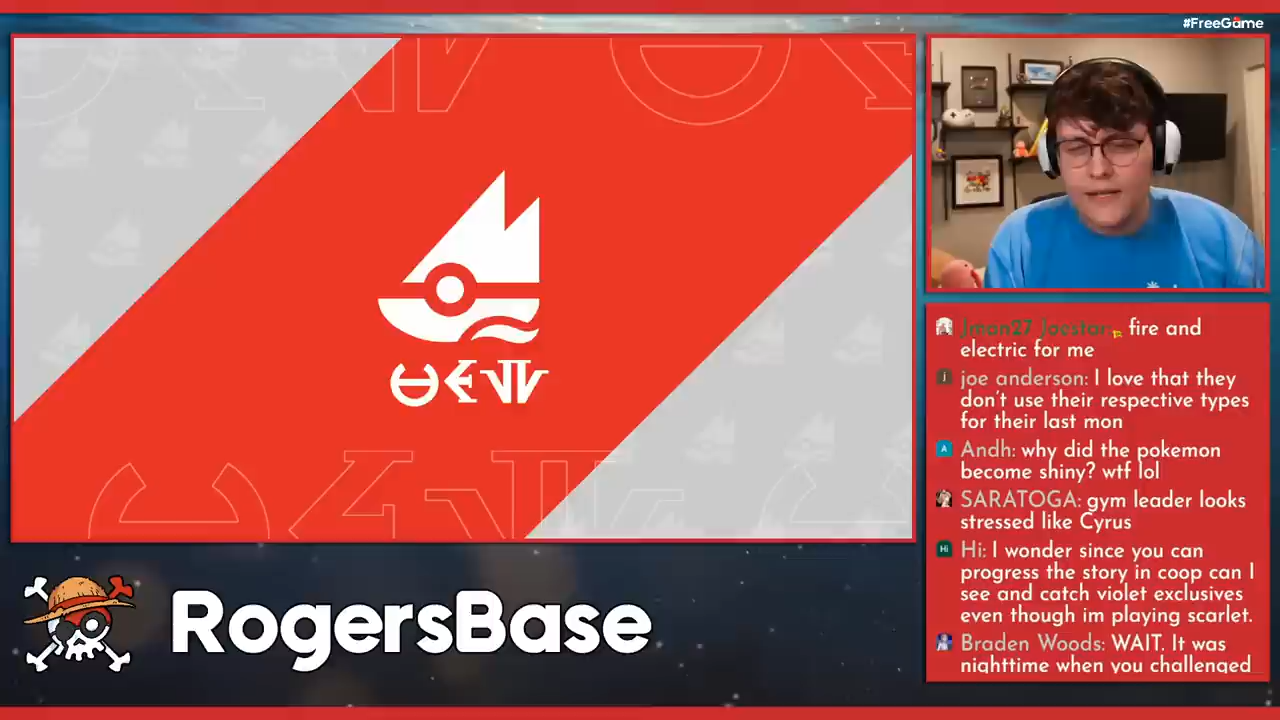 #FreeGame
Jman27 Joestar: fire and
electric for me
joe anderson: I love that they
don't use their respective types
for their last mon
Andh: why did the pokemon
become shiny? wtf lol
SARATOGA: gym leader looks
stressed like Cyrus
Hi: I wonder since you can
progress the story in coop can I
see and catch violet exclusives
even though im playing scarlet.
Braden Woods: WAIT. It was
nighttime when you challenged
RogersBase